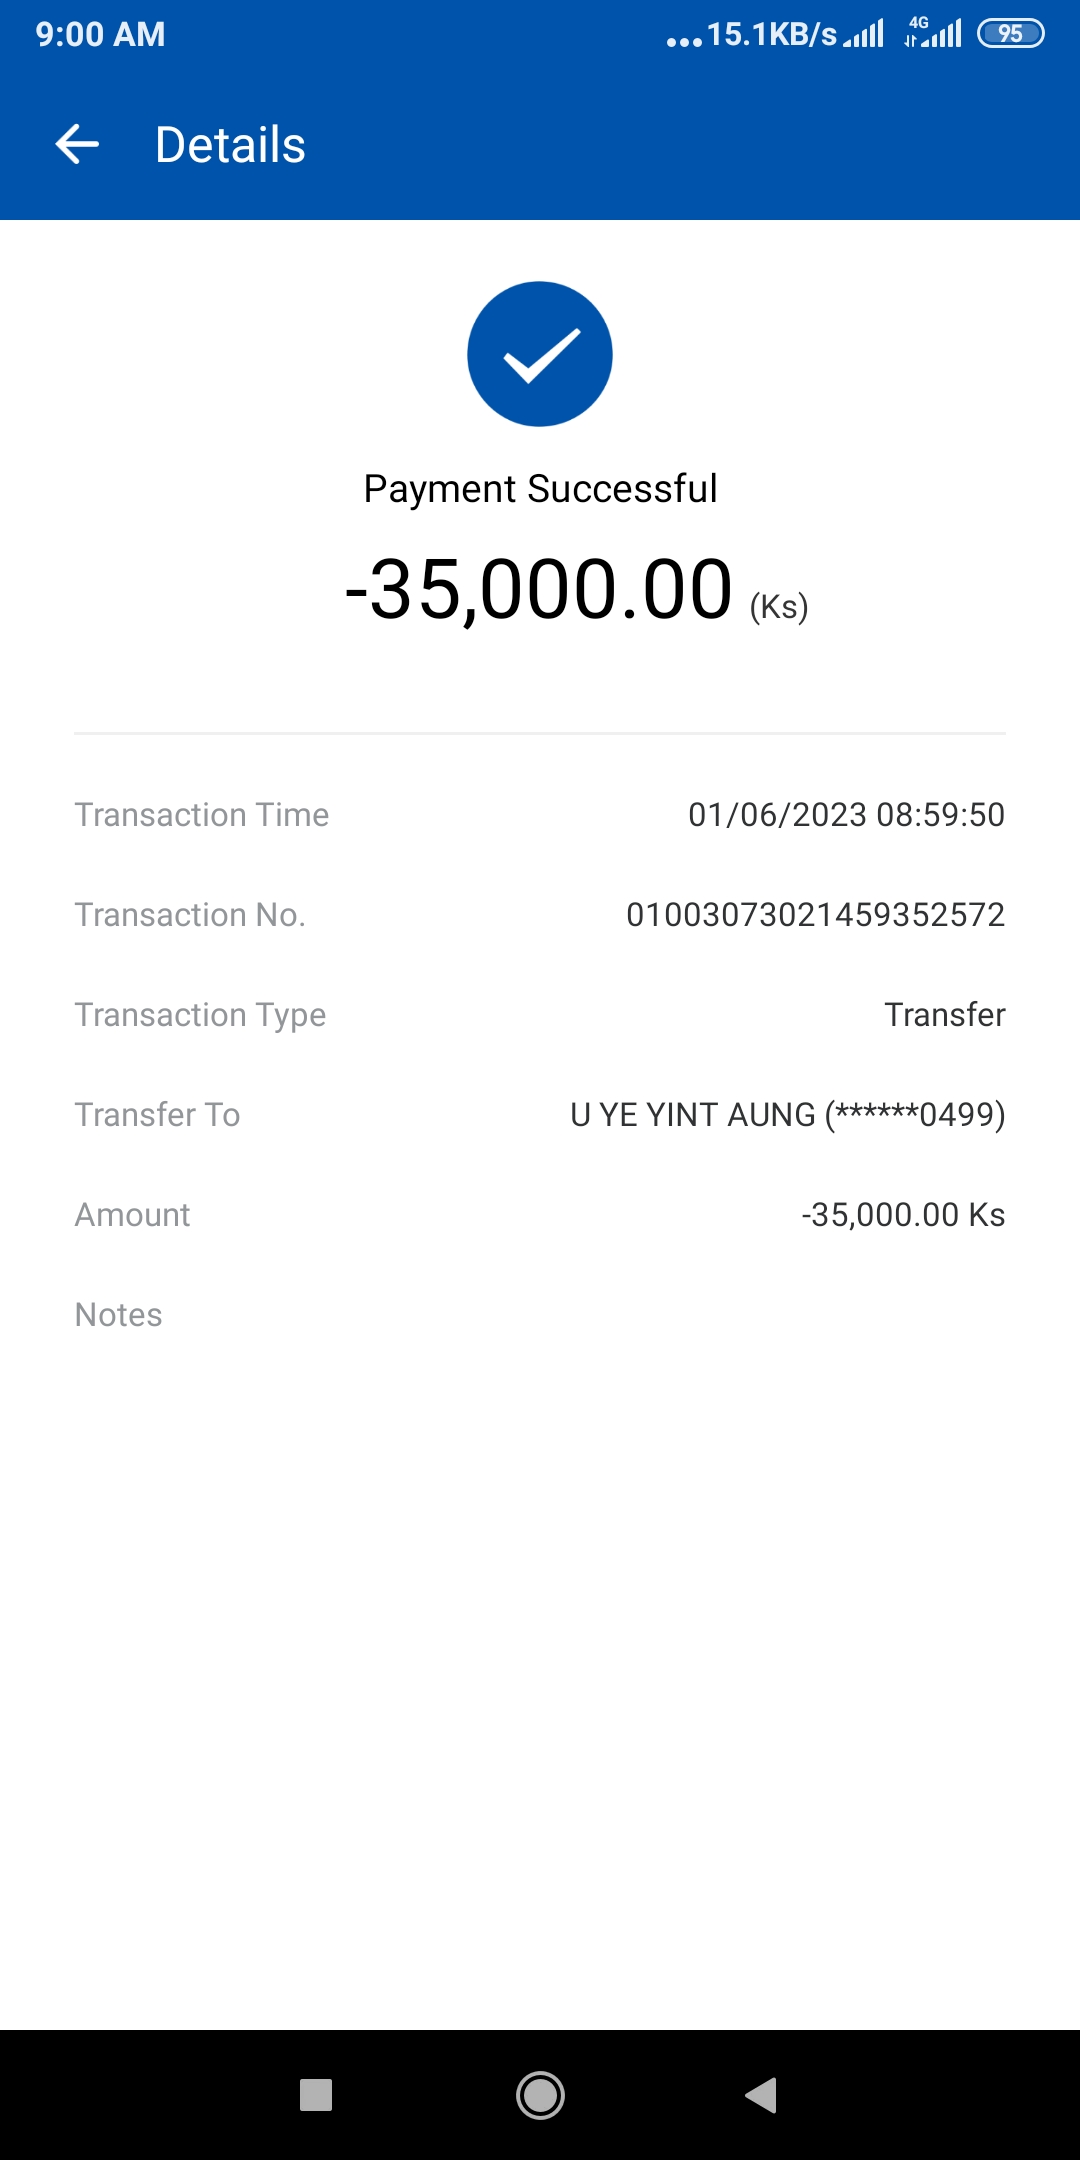 9:00 AM
...15.1KB/s 4G 95
Details
Payment Successful
-35,000.00 (Ks)
Transaction Time 01/06/2023 08:59:50
Transaction No. 01003073021459352572
Transaction Type Transfer
Transfer To U YE YINT AUNG (******0499)
Amount -35,000.00 Ks
Notes